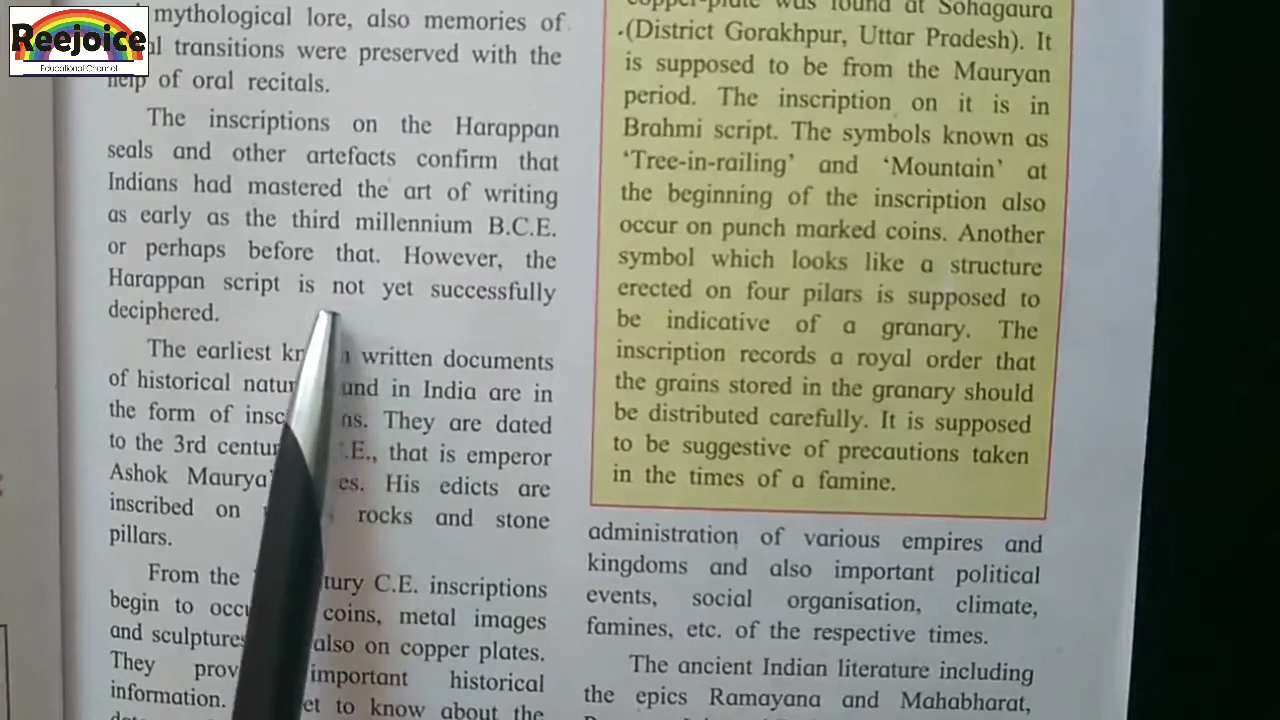 Reejoice
Educational Channel
mythological lore, also memories of
transitions were preserved with the
help of oral recitals.
The inscriptions on the Harappan
seals and other artefacts confirm that
Indians had mastered the art of writing
as early as the third millennium B.C.E.
or perhaps before that. However, the
Harappan script is not yet successfully
deciphered.
The earliest written documents
of historical in India are in
the form of They are dated
to the 3rd that is emperor
Ashok His edicts are
inscribed on rocks and stone
pillars.
From the C.E. inscriptions
begin to coins, metal images
and sculptures also on copper plates.
They important historical
information. to know about the
copper-plate was found at Sohagaura
(District Gorakhpur, Uttar Pradesh). It
is supposed to be from the Mauryan
period. The inscription on it is in
Brahmi script. The symbols known as
‘Tree-in-railing’ and ‘Mountain’ at
the beginning of the inscription also
occur on punch marked coins. Another
symbol which looks like a structure
erected on four pilars is supposed to
be indicative of a granary. The
inscription records a royal order that
the grains stored in the granary should
be distributed carefully. It is supposed
to be suggestive of precautions taken
in the times of a famine.
administration of various empires and
kingdoms and also important political
events, social organisation, climate,
famines, etc. of the respective times.
The ancient Indian literature including
the epics Ramayana and Mahabharat,